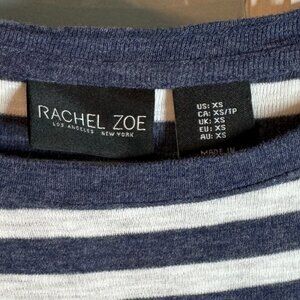 RACHEL ZOE
LOS ANGELES NEW YORK
US: XS
CA: XS/TP
UK: XS
EU: XS
AU: XS
MADE IN